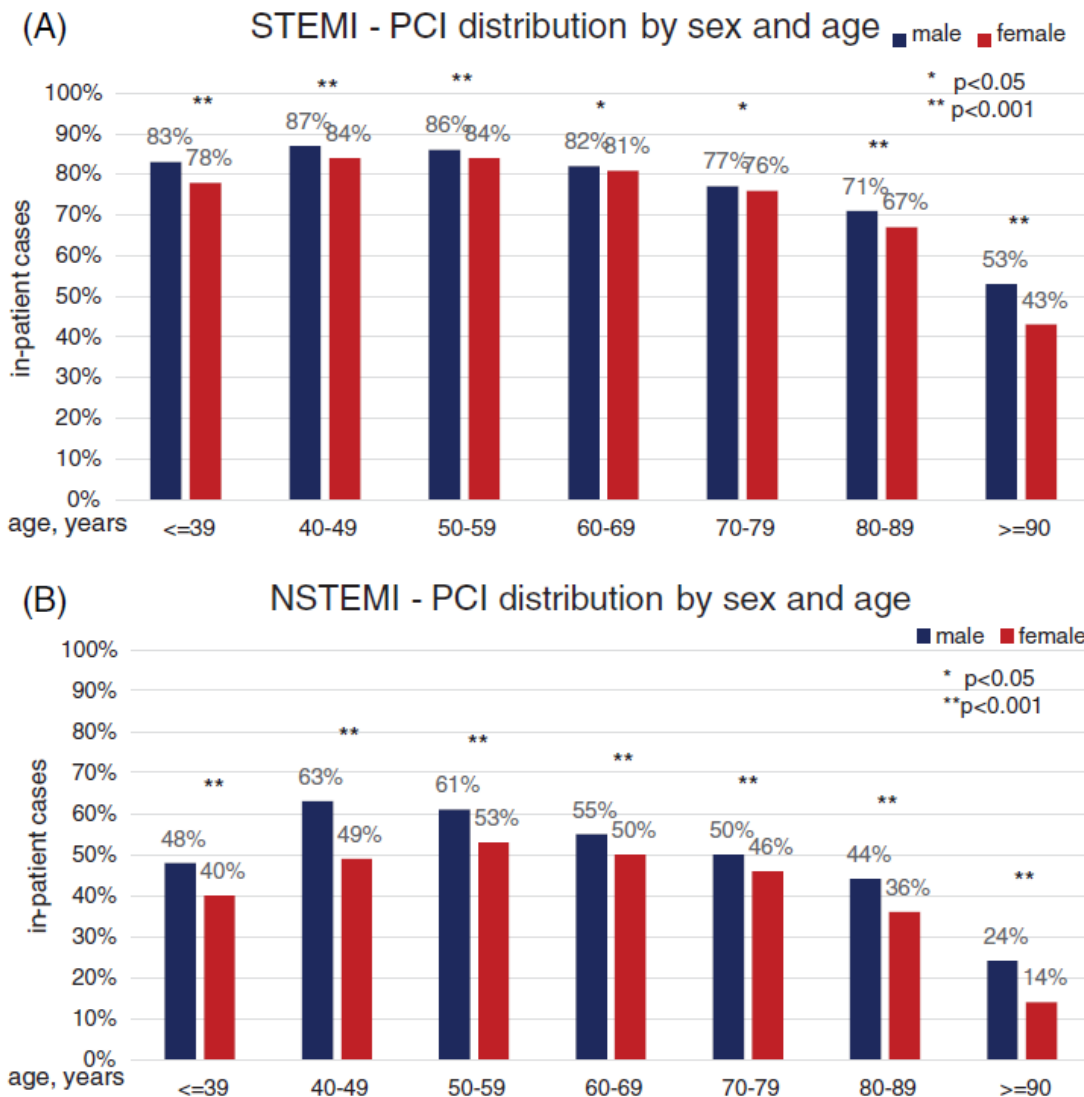 (A) STEMI - PCI distribution by sex and age
male female
* p<0.05
** p<0.001
in-patient cases
100%
90%
80%
70%
60%
50%
40%
30%
20%
10%
0%
** ** ** * * ** **
83% 78% 87% 84% 86% 84% 82% 81% 77% 76% 71% 67% 53% 43%
age, years <=39 40-49 50-59 60-69 70-79 80-89 >=90
(B) NSTEMI - PCI distribution by sex and age
male female
* p<0.05
**p<0.001
in-patient cases
100%
90%
80%
70%
60%
50%
40%
30%
20%
10%
0%
** ** ** ** ** ** **
48% 40% 63% 49% 61% 53% 55% 50% 50% 46% 44% 36% 24% 14%
age, years <=39 40-49 50-59 60-69 70-79 80-89 >=90